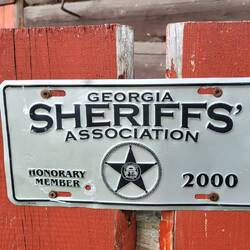 GEORGIA
SHERIFFS'
ASSOCIATION
HONORARY
MEMBER
2000